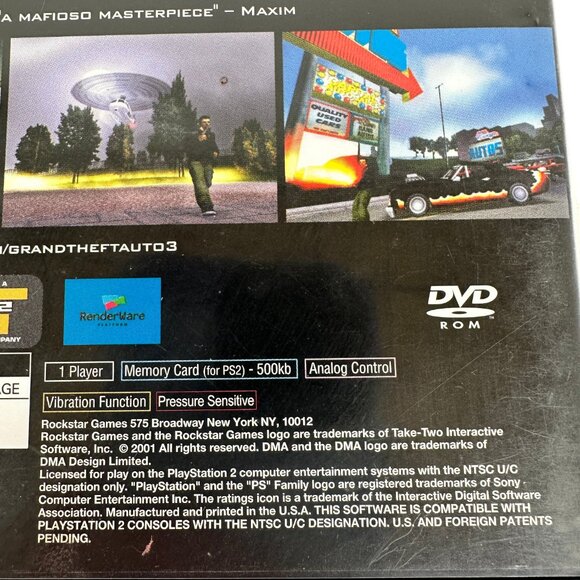 "A MAFIOSO MASTERPIECE" – MAXIM
QUALITY
USED
CARS
AUTOS
/GRANDTHEFTAUTO3
A
RenderWare
PLATFORM
DVD
ROM
1 Player
Memory Card (for PS2) - 500kb
Analog Control
AGE
Vibration Function
Pressure Sensitive
Rockstar Games 575 Broadway New York NY, 10012
Rockstar Games and the Rockstar Games logo are trademarks of Take-Two Interactive
Software, Inc. © 2001 All rights reserved. DMA and the DMA logo are trademarks of
DMA Design Limited.
Licensed for play on the PlayStation 2 computer entertainment systems with the NTSC U/C
designation only. "PlayStation" and the "PS" Family logo are registered trademarks of Sony
Computer Entertainment Inc. The ratings icon is a trademark of the Interactive Digital Software
Association. Manufactured and printed in the U.S.A. THIS SOFTWARE IS COMPATIBLE WITH
PLAYSTATION 2 CONSOLES WITH THE NTSC U/C DESIGNATION. U.S. AND FOREIGN PATENTS
PENDING.